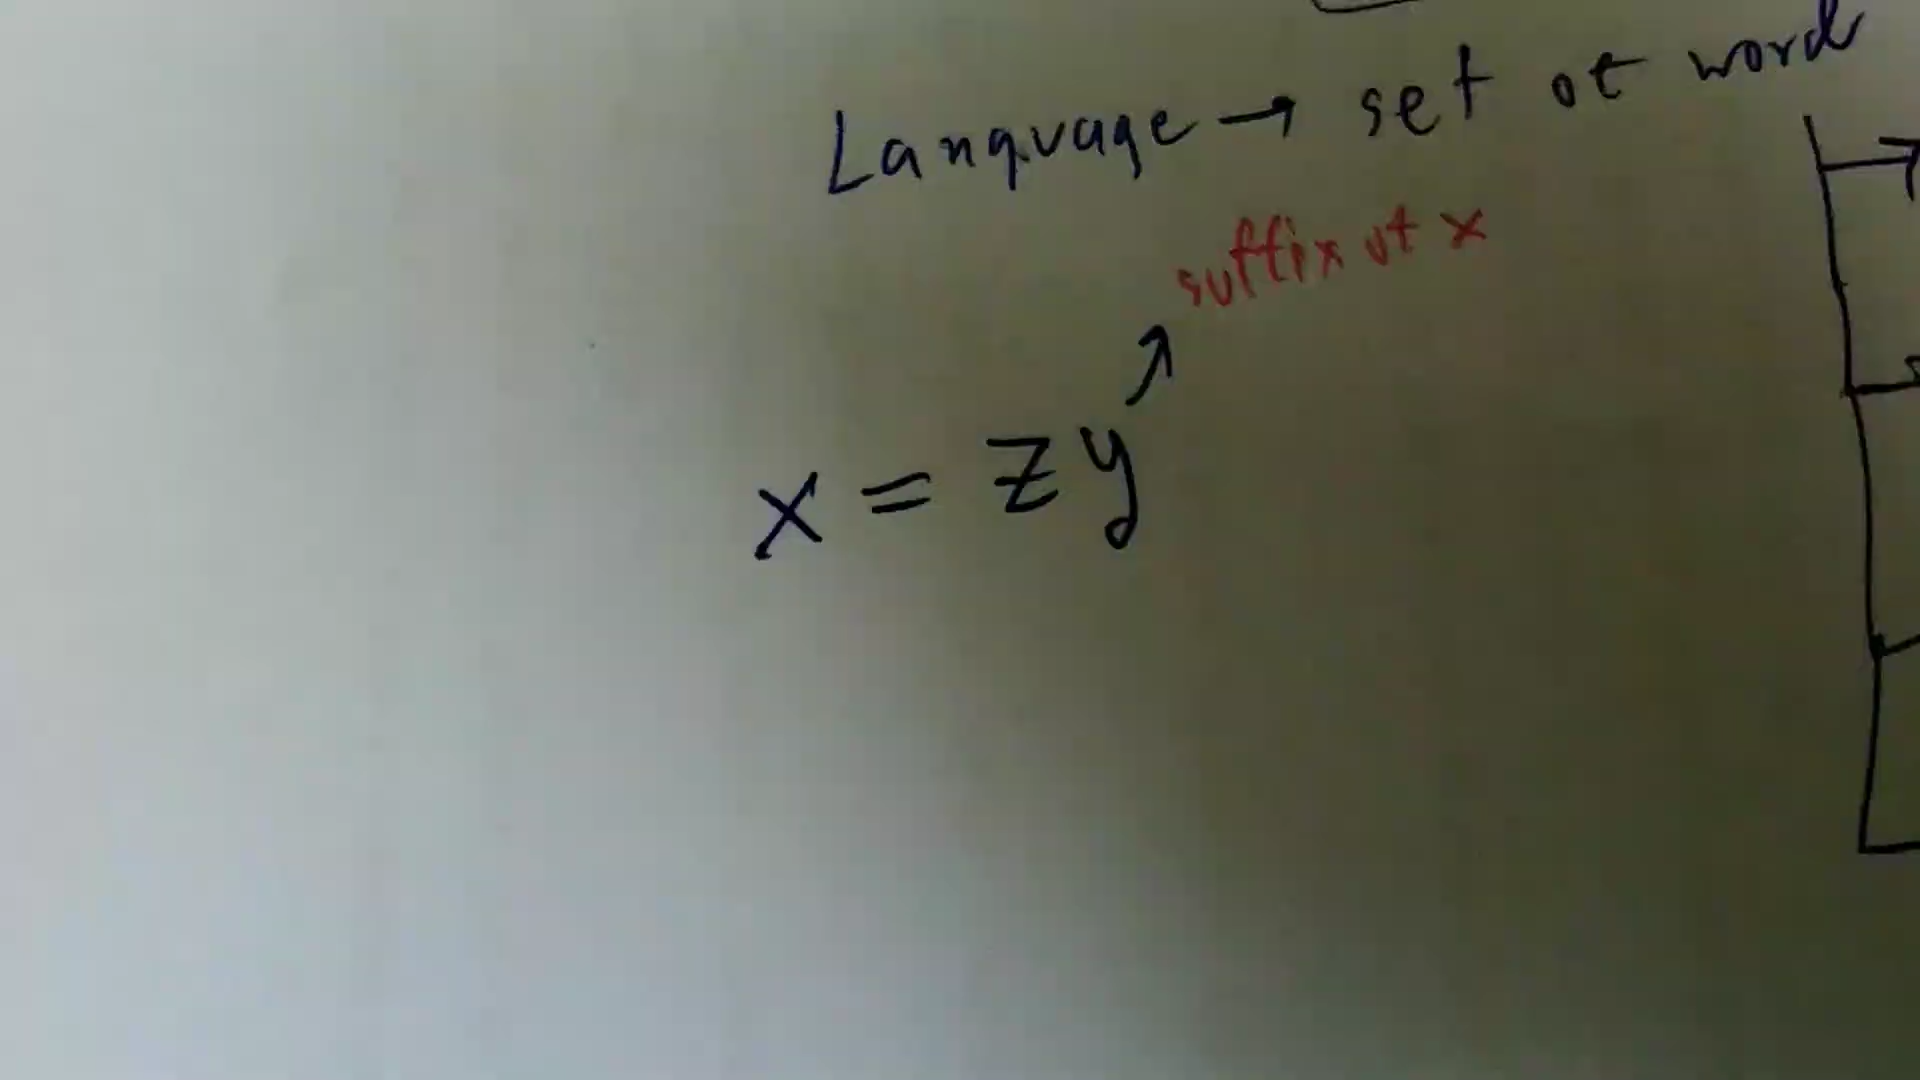 Language → set of word
suffix of x
x = zy